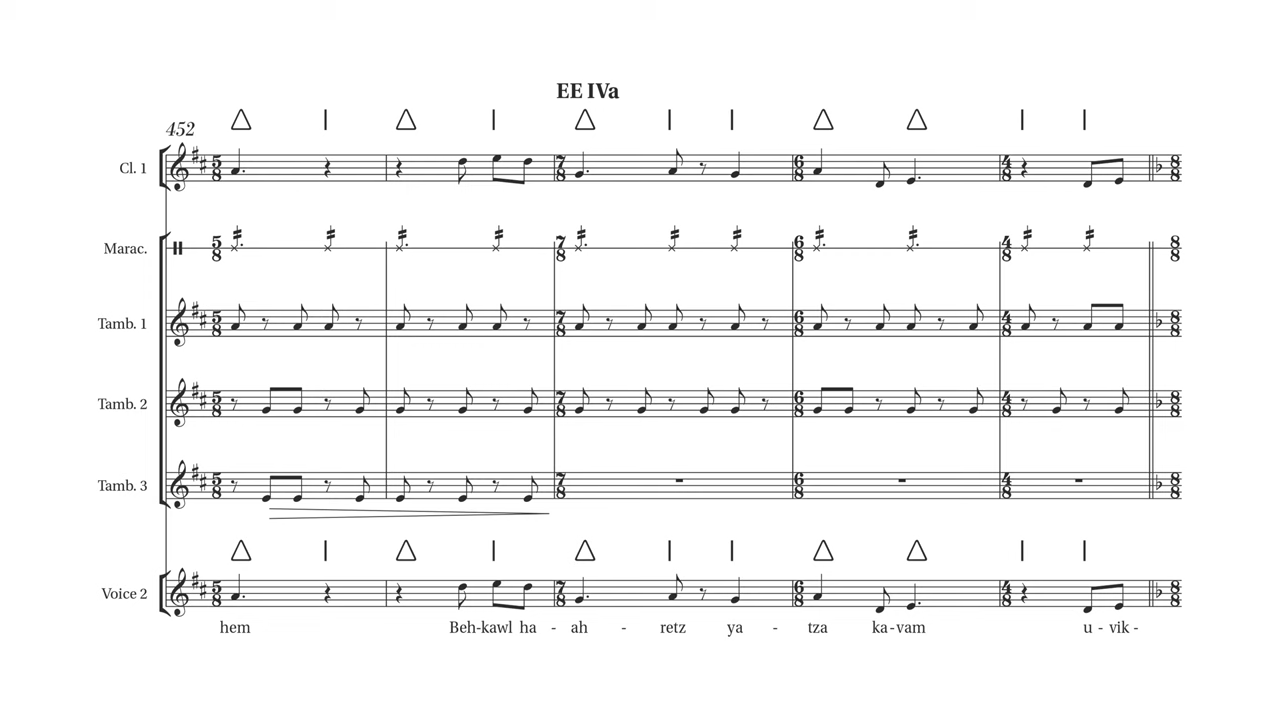 EE IVa
452
Cl. 1
Marac.
Tamb. 1
Tamb. 2
Tamb. 3
Voice 2
hem Beh-kawl ha - ah - retz ya - tza ka-vam u - vik -